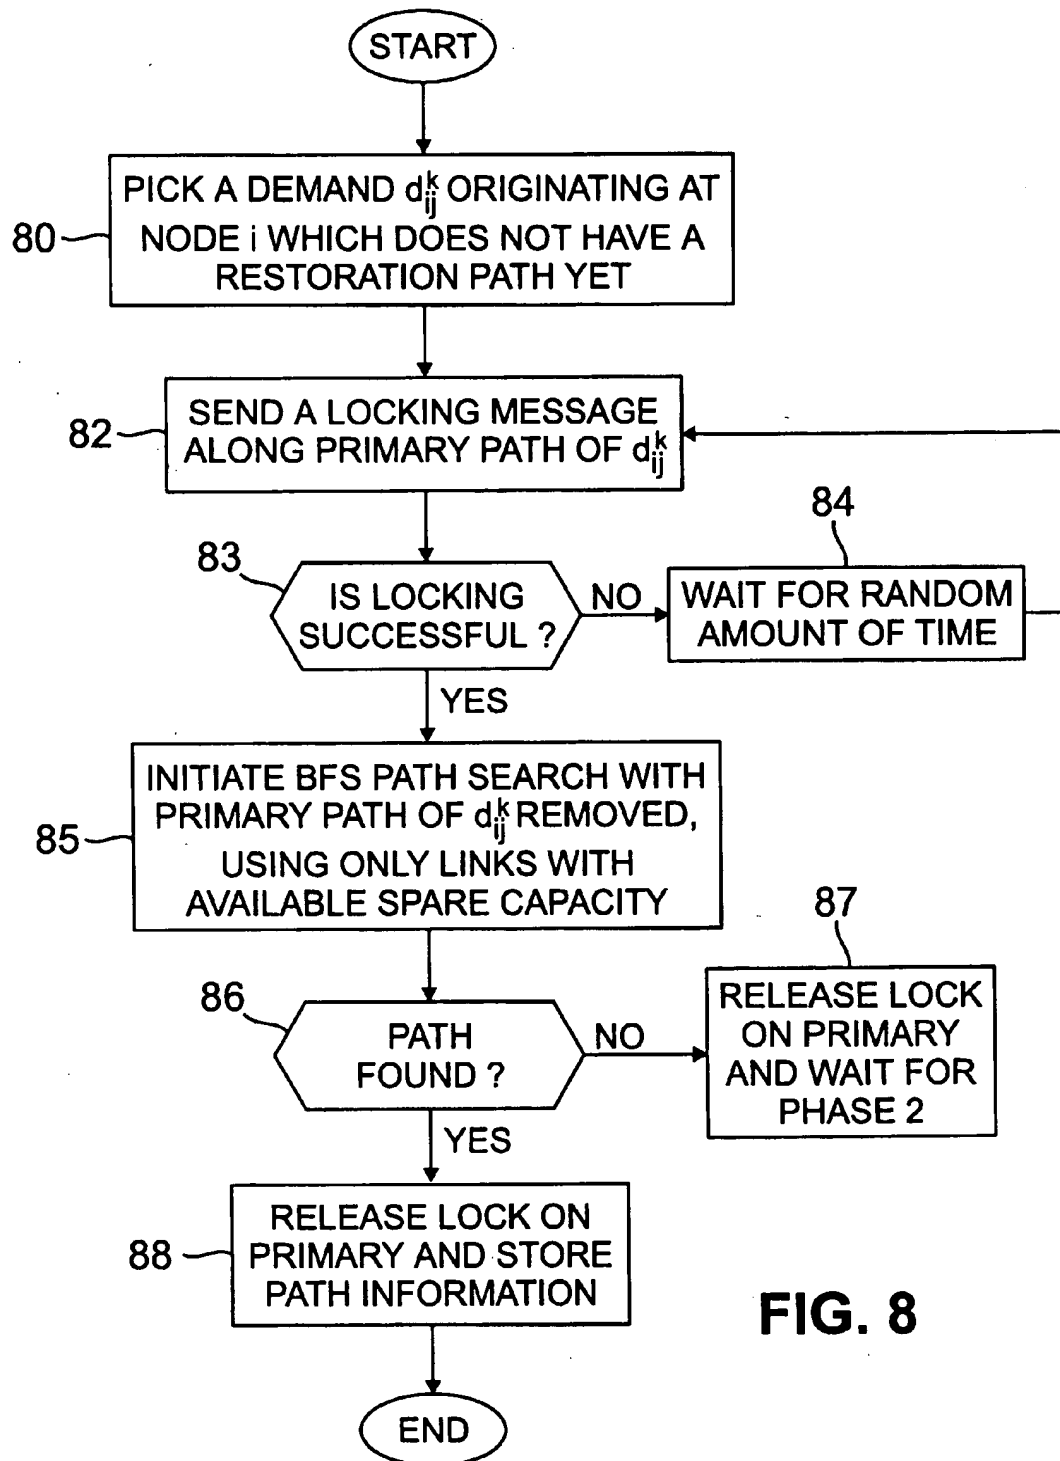 START
80
PICK A DEMAND d_ij^k ORIGINATING AT
NODE i WHICH DOES NOT HAVE A
RESTORATION PATH YET
82
SEND A LOCKING MESSAGE
ALONG PRIMARY PATH OF d_ij^k
83
IS LOCKING
SUCCESSFUL ?
NO
84
WAIT FOR RANDOM
AMOUNT OF TIME
YES
85
INITIATE BFS PATH SEARCH WITH
PRIMARY PATH OF d_ij^k REMOVED,
USING ONLY LINKS WITH
AVAILABLE SPARE CAPACITY
86
PATH
FOUND ?
NO
87
RELEASE LOCK
ON PRIMARY
AND WAIT FOR
PHASE 2
YES
88
RELEASE LOCK ON
PRIMARY AND STORE
PATH INFORMATION
END
FIG. 8